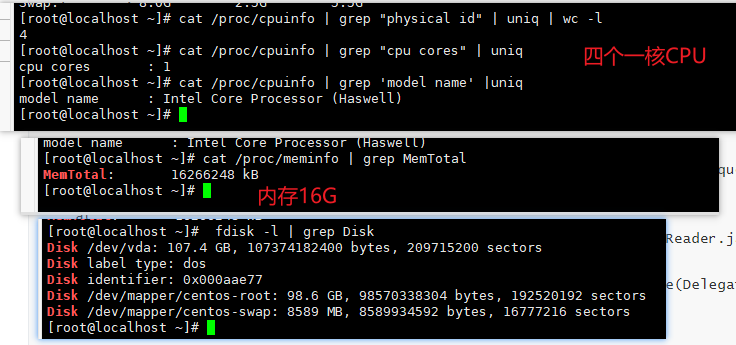 [root@localhost ~]# cat /proc/cpuinfo | grep "physical id" | uniq | wc -l
4
[root@localhost ~]# cat /proc/cpuinfo | grep "cpu cores" | uniq
cpu cores : 1
四个一核CPU
[root@localhost ~]# cat /proc/cpuinfo | grep 'model name' |uniq
model name : Intel Core Processor (Haswell)
[root@localhost ~]#
model name : Intel Core Processor (Haswell)
[root@localhost ~]# cat /proc/meminfo | grep MemTotal
MemTotal: 16266248 kB
[root@localhost ~]#
内存16G
que
[root@localhost ~]# fdisk -l | grep Disk
Disk /dev/vda: 107.4 GB, 107374182400 bytes, 209715200 sectors
Disk label type: dos
Disk identifier: 0x000aae77
Disk /dev/mapper/centos-root: 98.6 GB, 98570338304 bytes, 192520192 sectors
Disk /dev/mapper/centos-swap: 8589 MB, 8589934592 bytes, 16777216 sectors
[root@localhost ~]#
Reader.j
e(Delega